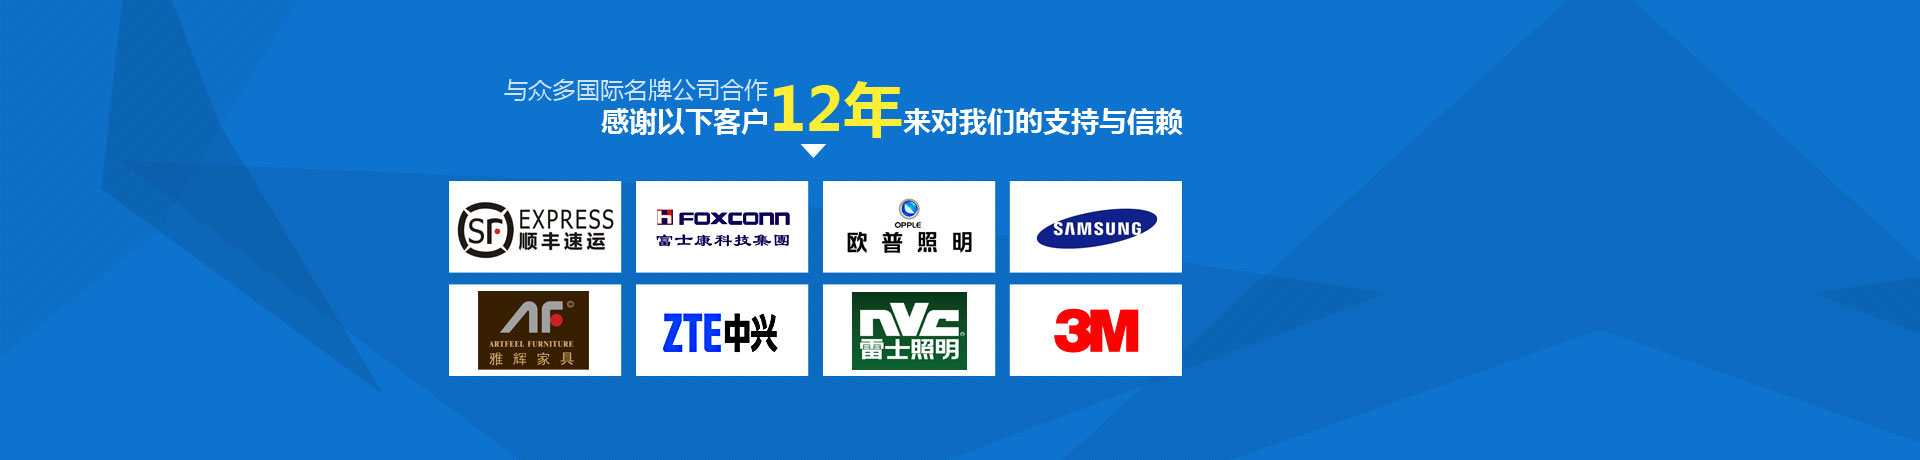 与众多国际名牌公司合作
感谢以下客户12年来对我们的支持与信赖
SF EXPRESS
顺丰速运
FOXCONN
富士康科技集團
OPPLE
欧普照明
SAMSUNG
AF ©
ARTFEEL FURNITURE
雅辉家具
ZTE中兴
NVC ®
雷士照明
3M